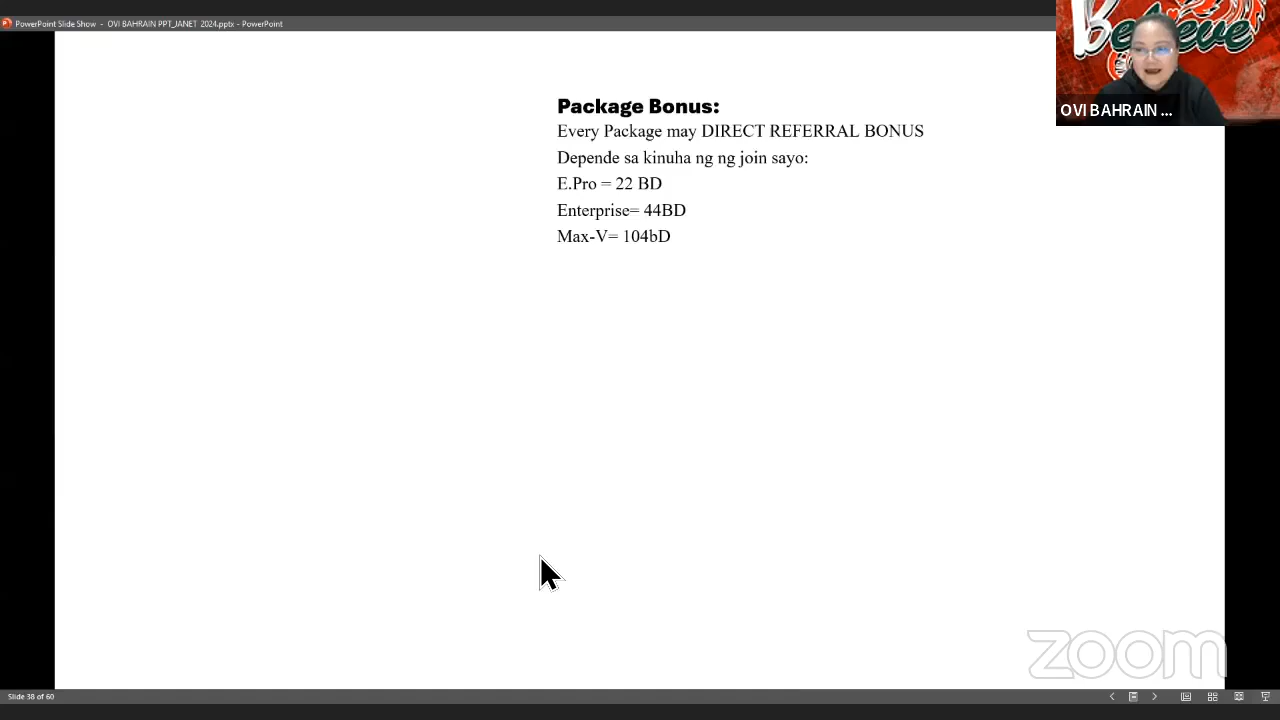 PowerPoint Slide Show - OVI BAHRAIN PPT_JANET 2024.pptx - PowerPoint
Believe
OVI BAHRAIN ...
Package Bonus:
Every Package may DIRECT REFERRAL BONUS
Depende sa kinuha ng ng join sayo:
E.Pro = 22 BD
Enterprise= 44BD
Max-V= 104bD
zoom
Slide 38 of 60